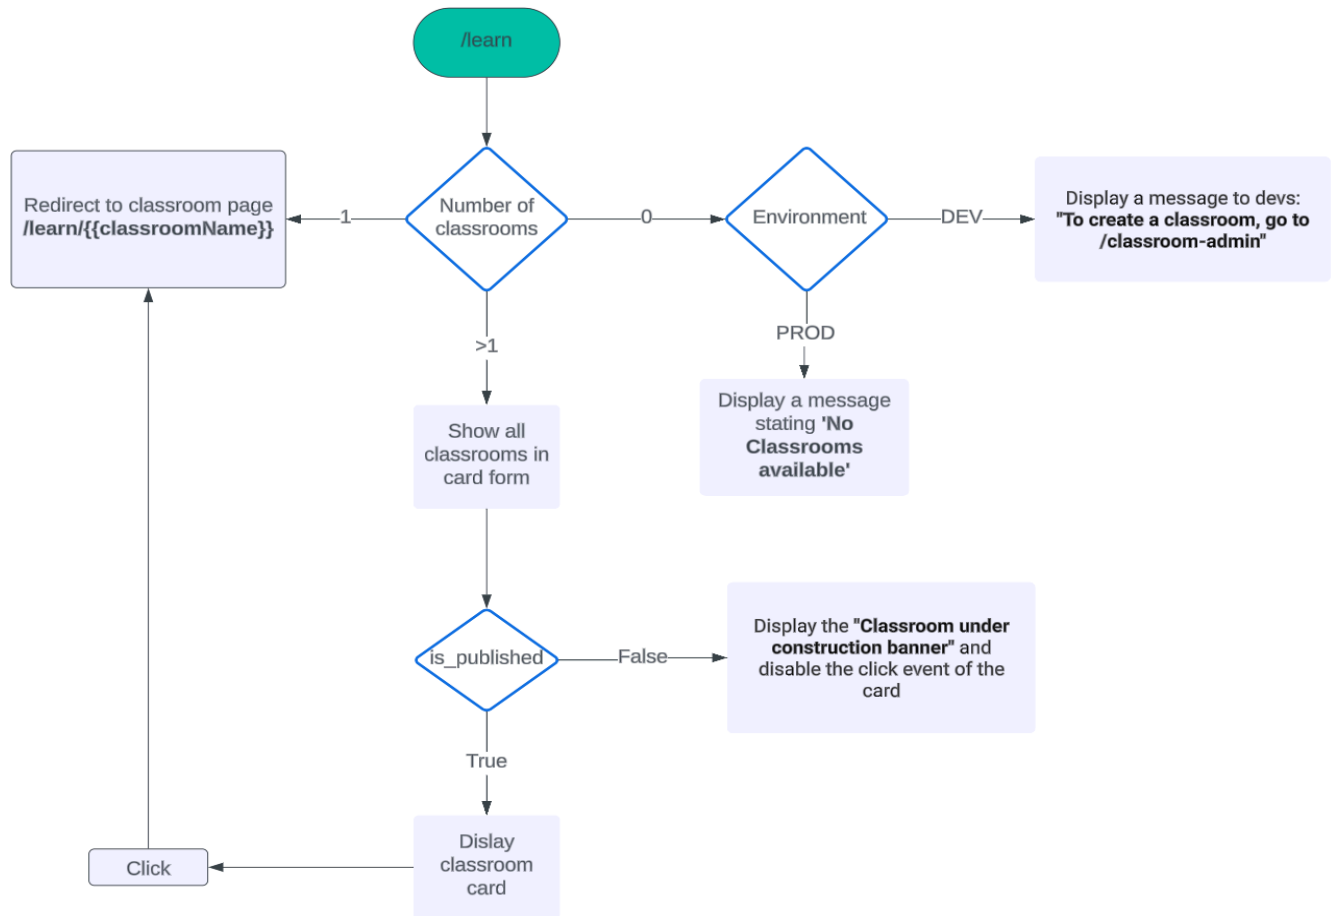 /learn
Redirect to classroom page
/learn/{{classroomName}}
1
Number of
classrooms
0
Environment
DEV
Display a message to devs:
"To create a classroom, go to
/classroom-admin"
>1
PROD
Show all
classrooms in
card form
Display a message
stating 'No
Classrooms
available'
is_published
False
Display the "Classroom under
construction banner" and
disable the click event of the
card
True
Dislay
classroom
card
Click